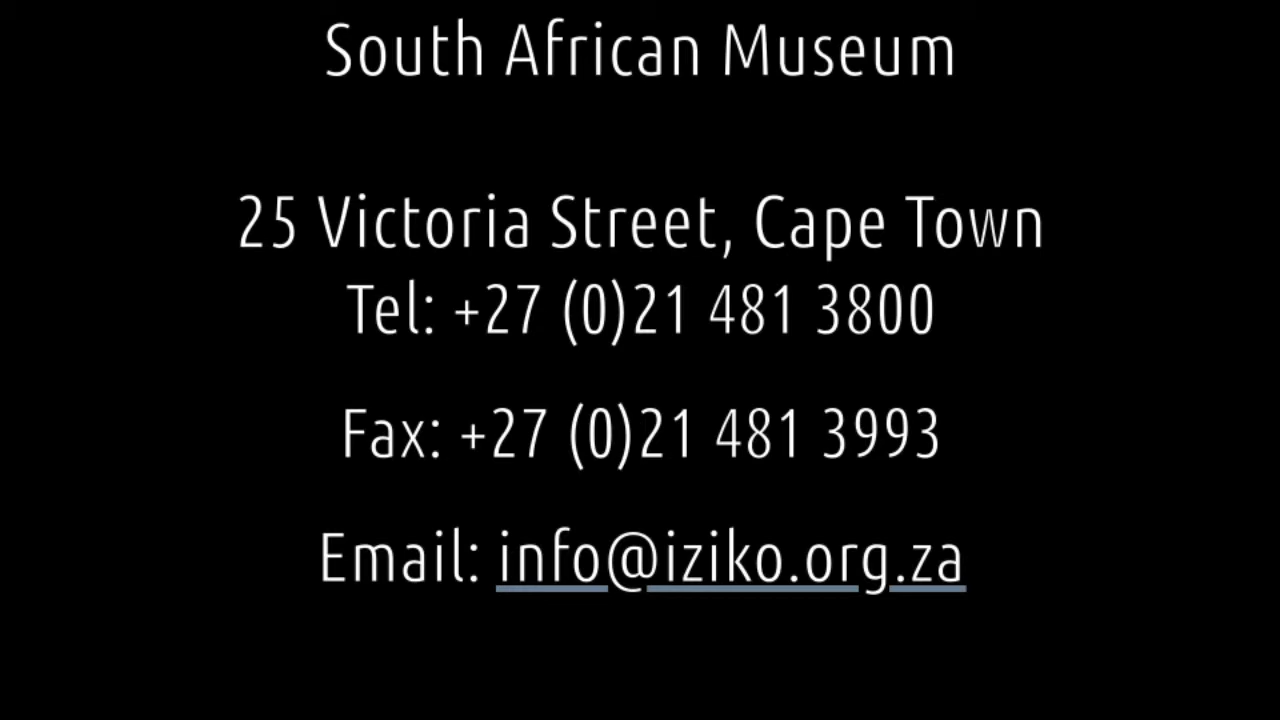 South African Museum
25 Victoria Street, Cape Town
Tel: +27 (0)21 481 3800
Fax: +27 (0)21 481 3993
Email: info@iziko.org.za